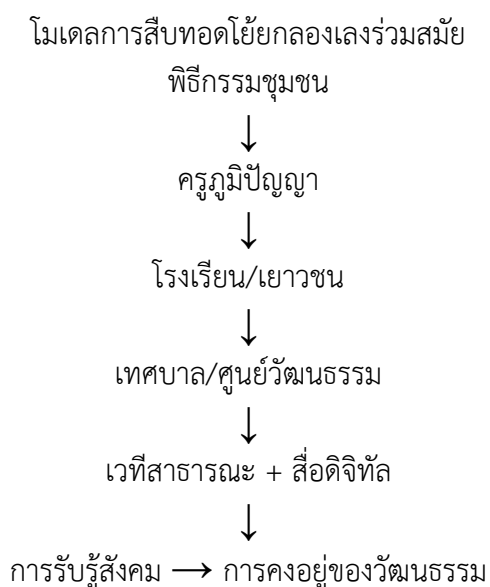 โมเดลการสืบทอดโย้ยกลองเลงร่วมสมัย
พิธีกรรมชุมชน
↓
ครูภูมิปัญญา
↓
โรงเรียน/เยาวชน
↓
เทศบาล/ศูนย์วัฒนธรรม
↓
เวทีสาธารณะ + สื่อดิจิทัล
↓
การรับรู้สังคม → การคงอยู่ของวัฒนธรรม